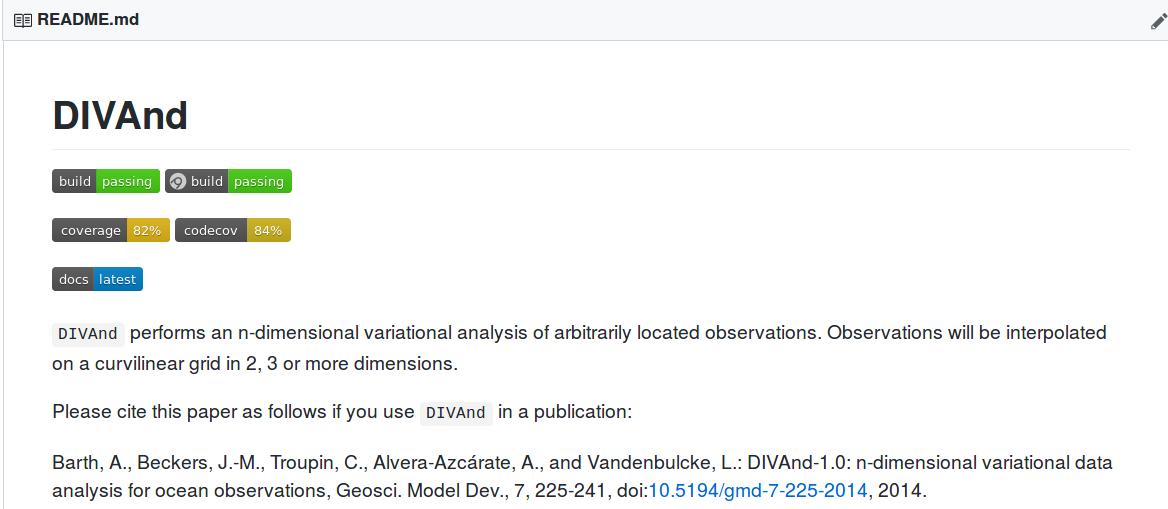 README.md
DIVAnd
build passing build passing
coverage 82% codecov 84%
docs latest
DIVAnd performs an n-dimensional variational analysis of arbitrarily located observations. Observations will be interpolated
on a curvilinear grid in 2, 3 or more dimensions.
Please cite this paper as follows if you use DIVAnd in a publication:
Barth, A., Beckers, J.-M., Troupin, C., Alvera-Azcárate, A., and Vandenbulcke, L.: DIVAnd-1.0: n-dimensional variational data
analysis for ocean observations, Geosci. Model Dev., 7, 225-241, doi:10.5194/gmd-7-225-2014, 2014.